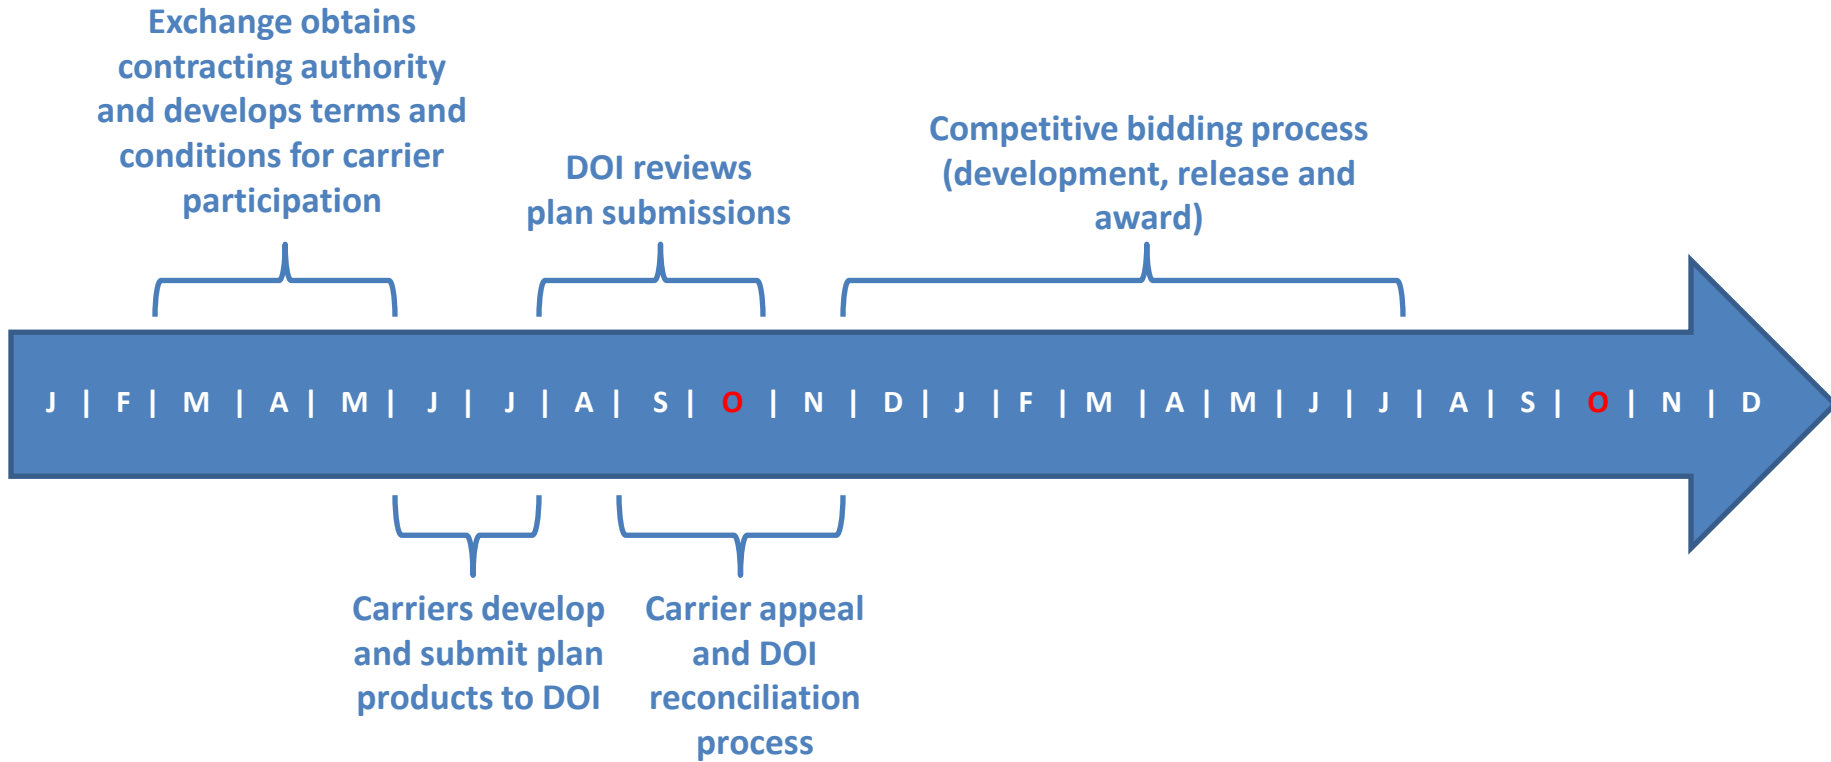 Exchange obtains
contracting authority
and develops terms and
conditions for carrier
participation
DOI reviews
plan submissions
Competitive bidding process
(development, release and
award)
J | F | M | A | M | J | J | A | S | O | N | D | J | F | M | A | M | J | J | A | S | O | N | D
Carriers develop
and submit plan
products to DOI
Carrier appeal
and DOI
reconciliation
process